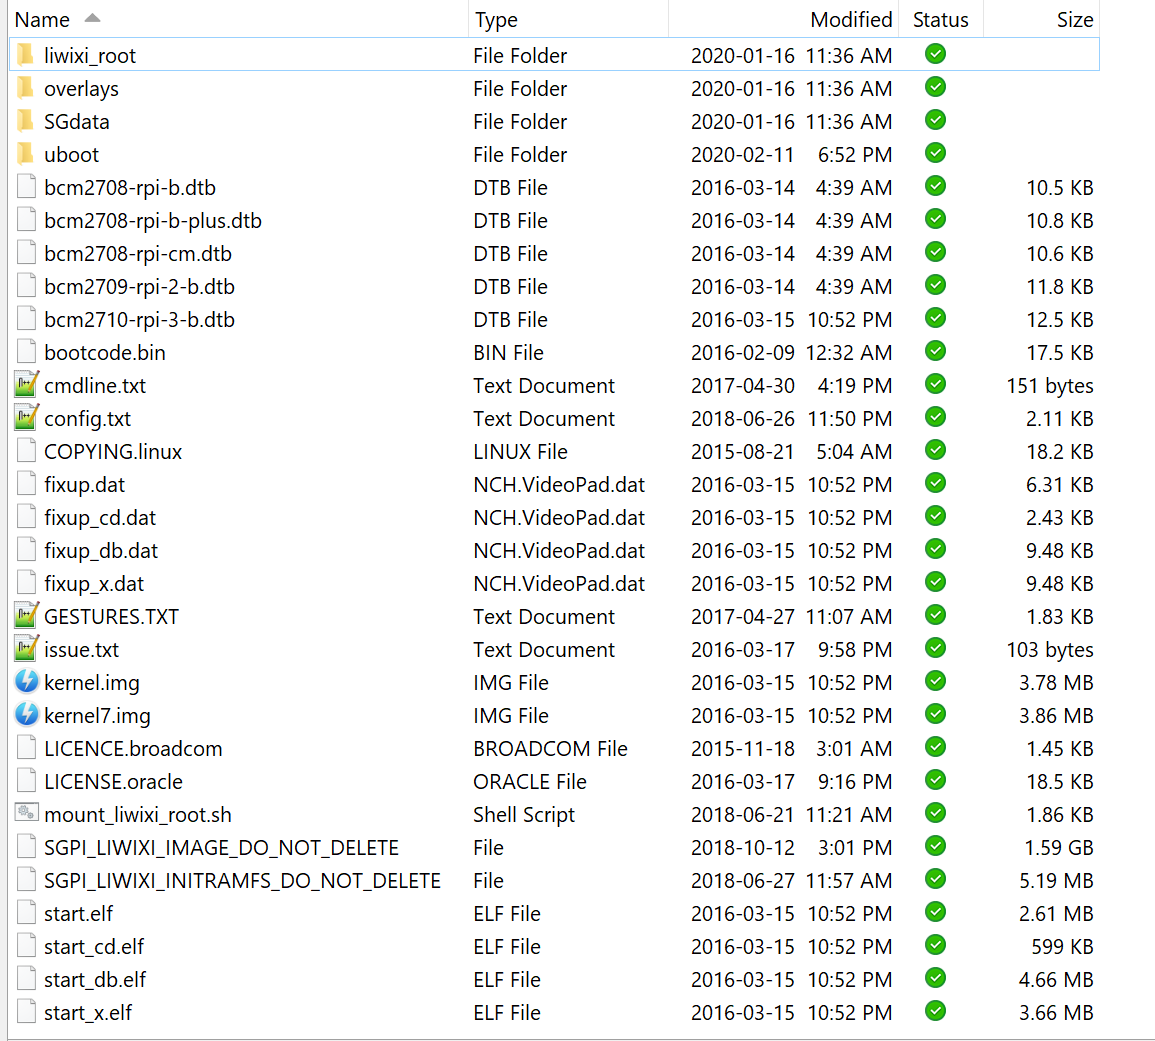 Name Type Modified Status Size
liwixi_root File Folder 2020-01-16 11:36 AM
overlays File Folder 2020-01-16 11:36 AM
SGdata File Folder 2020-01-16 11:36 AM
uboot File Folder 2020-02-11 6:52 PM
bcm2708-rpi-b.dtb DTB File 2016-03-14 4:39 AM 10.5 KB
bcm2708-rpi-b-plus.dtb DTB File 2016-03-14 4:39 AM 10.8 KB
bcm2708-rpi-cm.dtb DTB File 2016-03-14 4:39 AM 10.6 KB
bcm2709-rpi-2-b.dtb DTB File 2016-03-14 4:39 AM 11.8 KB
bcm2710-rpi-3-b.dtb DTB File 2016-03-15 10:52 PM 12.5 KB
bootcode.bin BIN File 2016-02-09 12:32 AM 17.5 KB
cmdline.txt Text Document 2017-04-30 4:19 PM 151 bytes
config.txt Text Document 2018-06-26 11:50 PM 2.11 KB
COPYING.linux LINUX File 2015-08-21 5:04 AM 18.2 KB
fixup.dat NCH.VideoPad.dat 2016-03-15 10:52 PM 6.31 KB
fixup_cd.dat NCH.VideoPad.dat 2016-03-15 10:52 PM 2.43 KB
fixup_db.dat NCH.VideoPad.dat 2016-03-15 10:52 PM 9.48 KB
fixup_x.dat NCH.VideoPad.dat 2016-03-15 10:52 PM 9.48 KB
GESTURES.TXT Text Document 2017-04-27 11:07 AM 1.83 KB
issue.txt Text Document 2016-03-17 9:58 PM 103 bytes
kernel.img IMG File 2016-03-15 10:52 PM 3.78 MB
kernel7.img IMG File 2016-03-15 10:52 PM 3.86 MB
LICENCE.broadcom BROADCOM File 2015-11-18 3:01 AM 1.45 KB
LICENSE.oracle ORACLE File 2016-03-17 9:16 PM 18.5 KB
mount_liwixi_root.sh Shell Script 2018-06-21 11:21 AM 1.86 KB
SGPI_LIWIXI_IMAGE_DO_NOT_DELETE File 2018-10-12 3:01 PM 1.59 GB
SGPI_LIWIXI_INITRAMFS_DO_NOT_DELETE File 2018-06-27 11:57 AM 5.19 MB
start.elf ELF File 2016-03-15 10:52 PM 2.61 MB
start_cd.elf ELF File 2016-03-15 10:52 PM 599 KB
start_db.elf ELF File 2016-03-15 10:52 PM 4.66 MB
start_x.elf ELF File 2016-03-15 10:52 PM 3.66 MB